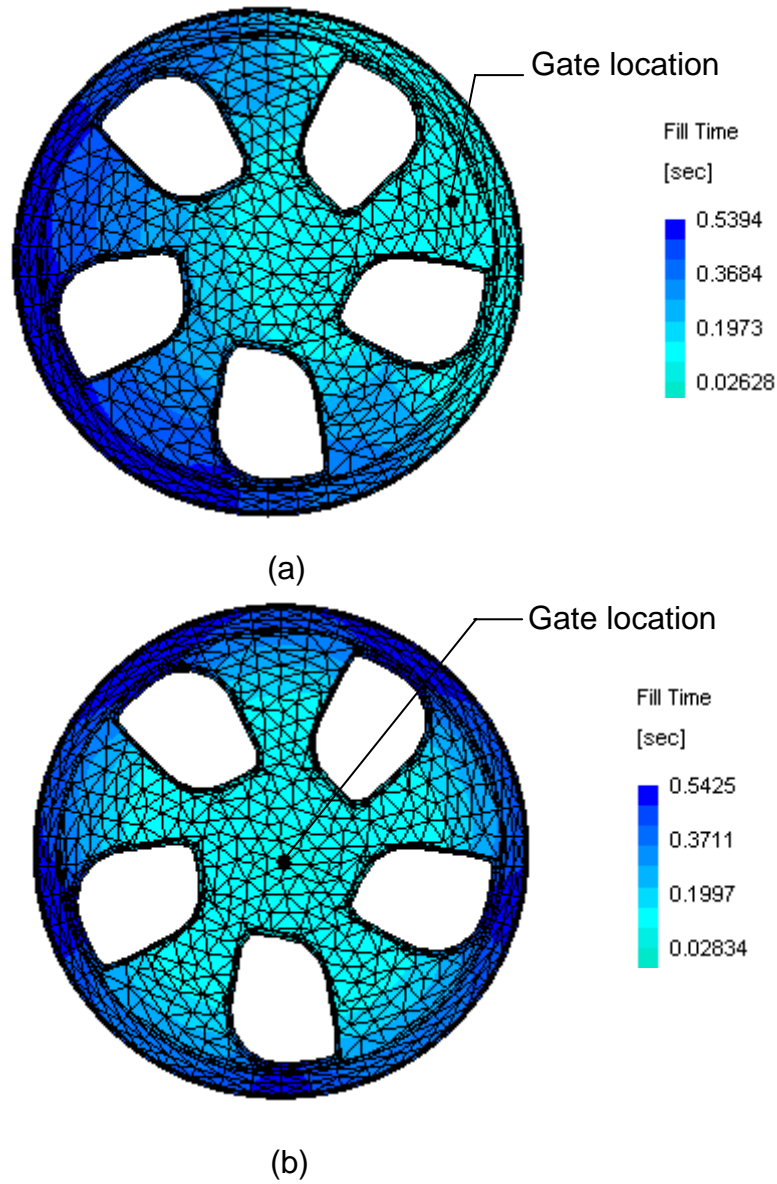 Gate location
Fill Time
[sec]
0.5394
0.3684
0.1973
0.02628
(a)
Gate location
Fill Time
[sec]
0.5425
0.3711
0.1997
0.02834
(b)